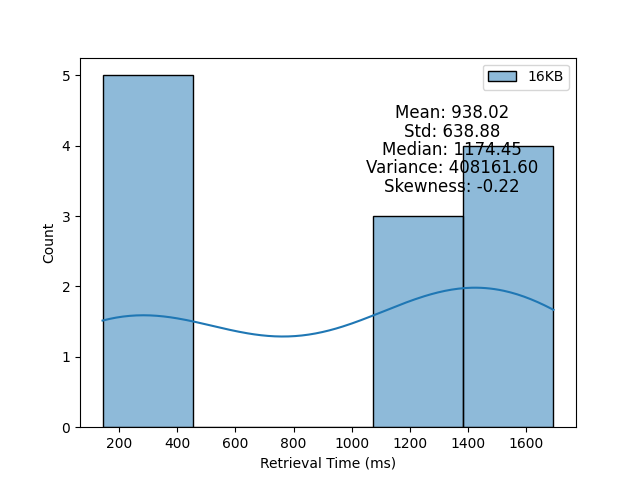 16KB
Mean: 938.02
Std: 638.88
Median: 1174.45
Variance: 408161.60
Skewness: -0.22
5
4
3
2
1
0
Count
200 400 600 800 1000 1200 1400 1600
Retrieval Time (ms)